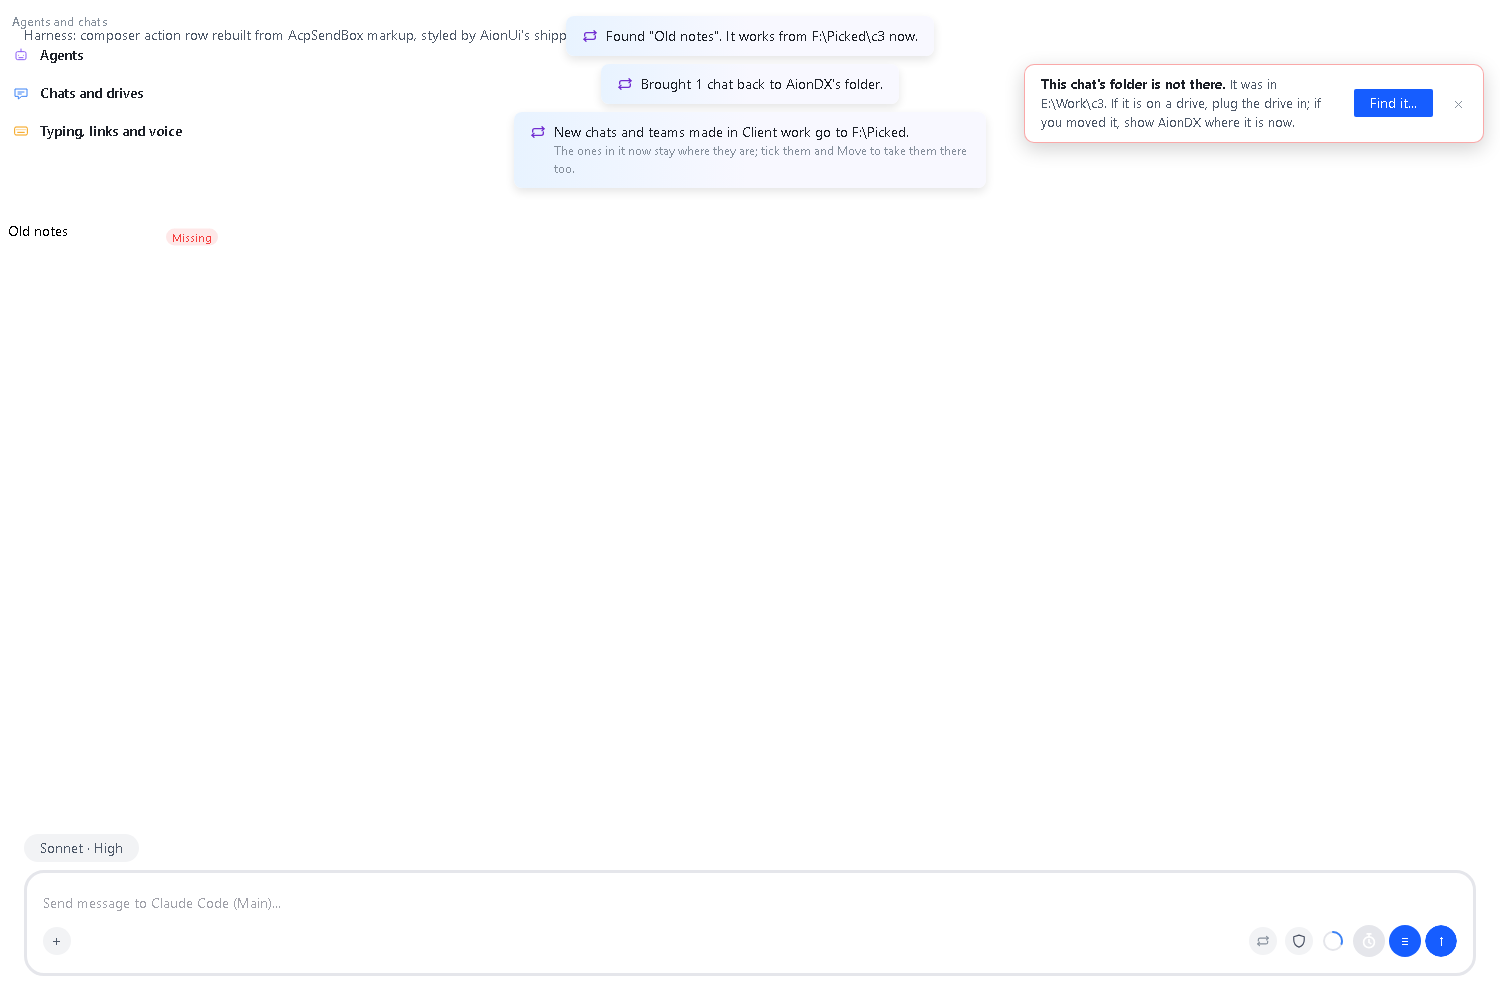 Agents and chats
Harness: composer action row rebuilt from AcpSendBox markup, styled by AionUi's shipp
Agents
Chats and drives
Typing, links and voice
Found "Old notes". It works from F:\Picked\c3 now.
Brought 1 chat back to AionDX's folder.
New chats and teams made in Client work go to F:\Picked.
The ones in it now stay where they are; tick them and Move to take them there
too.
This chat's folder is not there. It was in
E:\Work\c3. If it is on a drive, plug the drive in; if
you moved it, show AionDX where it is now.
Find it...
Old notes
Missing
Sonnet · High
Send message to Claude Code (Main)...